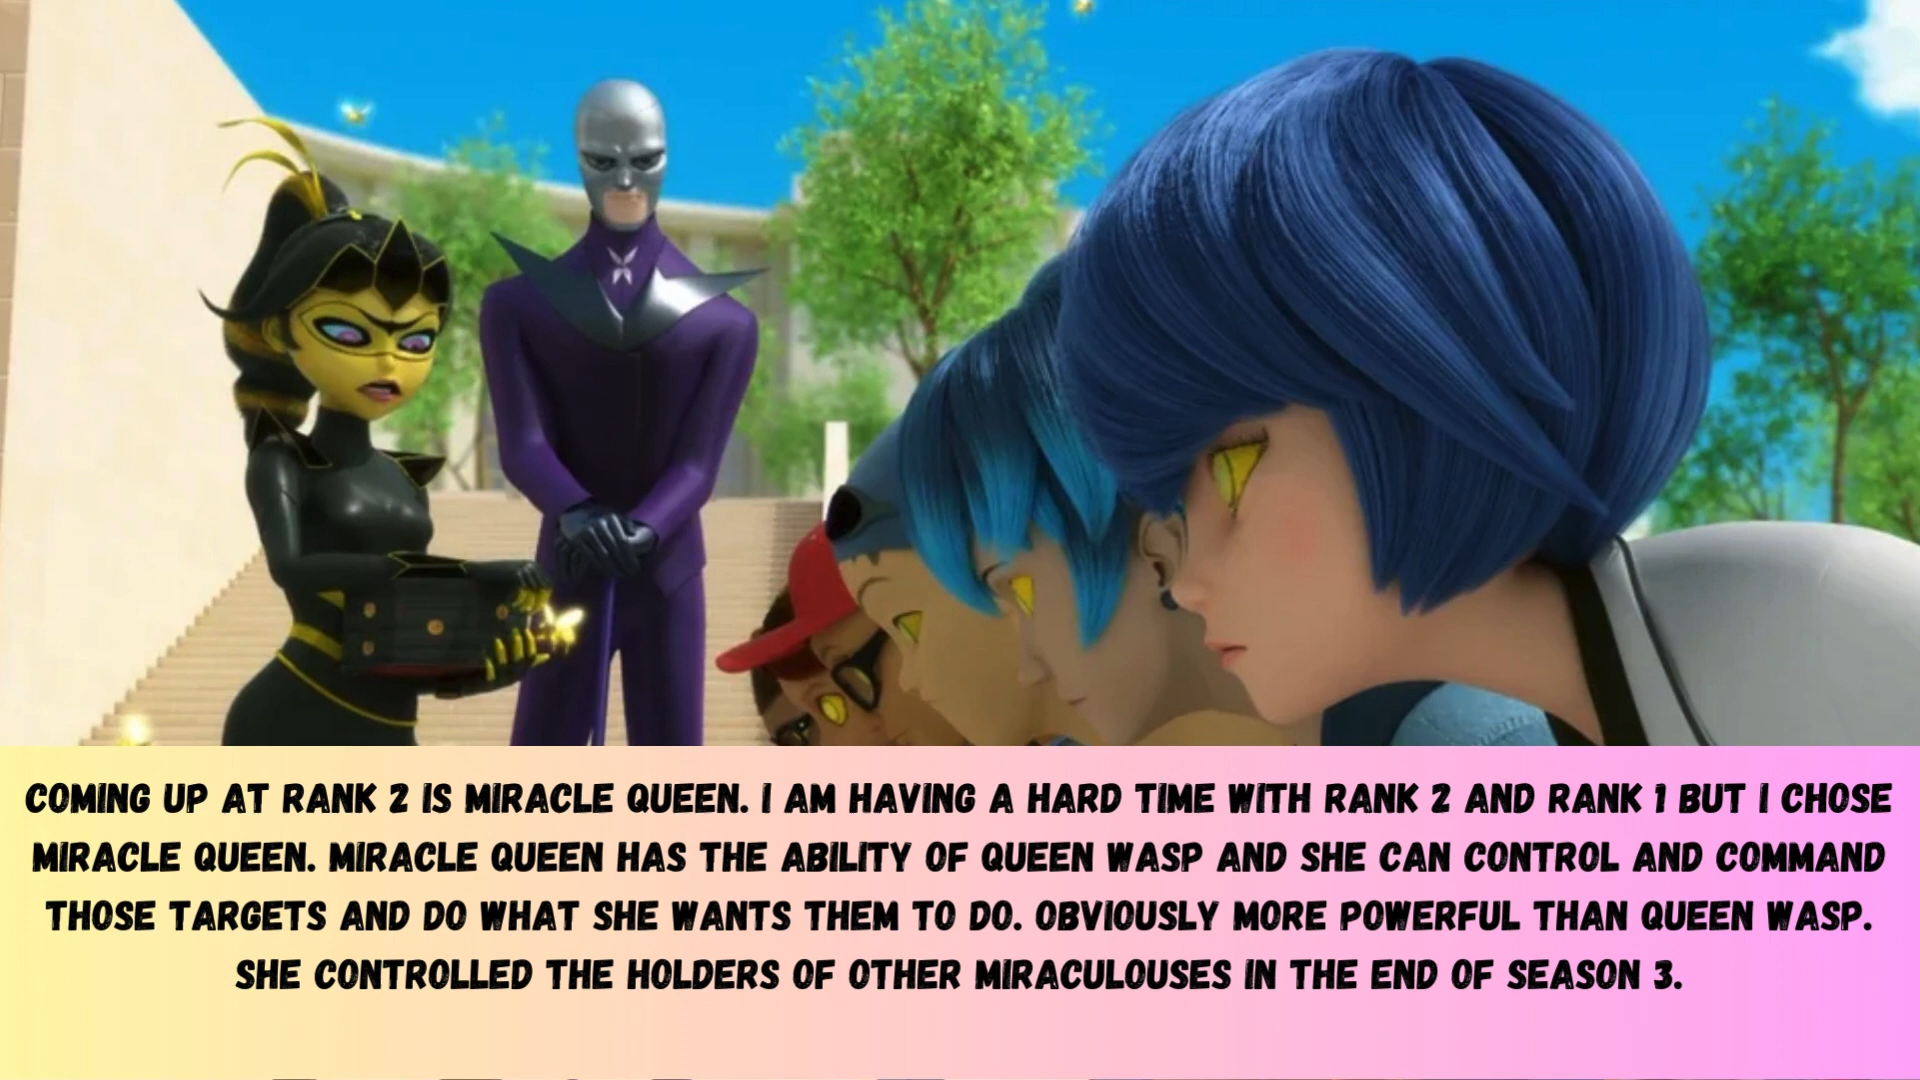 COMING UP AT RANK 2 IS MIRACLE QUEEN. I AM HAVING A HARD TIME WITH RANK 2 AND RANK 1 BUT I CHOSE
MIRACLE QUEEN. MIRACLE QUEEN HAS THE ABILITY OF QUEEN WASP AND SHE CAN CONTROL AND COMMAND
THOSE TARGETS AND DO WHAT SHE WANTS THEM TO DO. OBVIOUSLY MORE POWERFUL THAN QUEEN WASP.
SHE CONTROLLED THE HOLDERS OF OTHER MIRACULOUSES IN THE END OF SEASON 3.